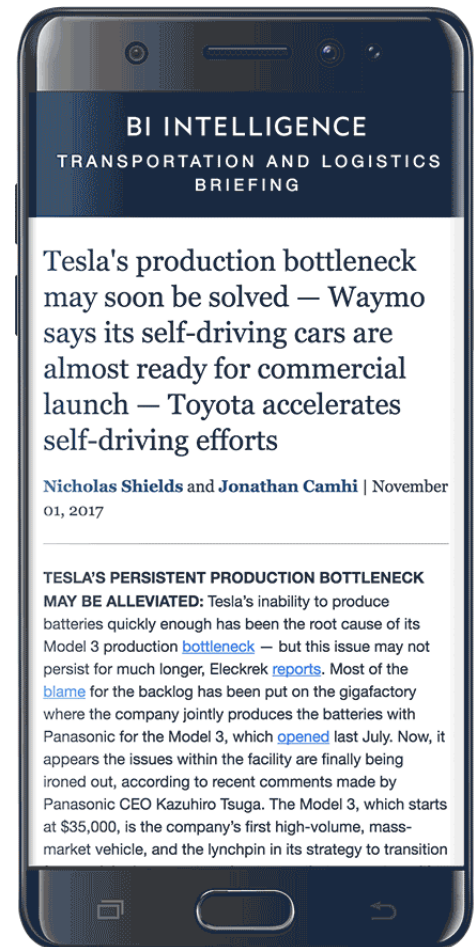 BI INTELLIGENCE
TRANSPORTATION AND LOGISTICS
BRIEFING
Tesla's production bottleneck
may soon be solved — Waymo
says its self-driving cars are
almost ready for commercial
launch — Toyota accelerates
self-driving efforts
Nicholas Shields and Jonathan Camhi | November
01, 2017
TESLA'S PERSISTENT PRODUCTION BOTTLENECK
MAY BE ALLEVIATED: Tesla's inability to produce
batteries quickly enough has been the root cause of its
Model 3 production bottleneck — but this issue may not
persist for much longer, Eleckrek reports. Most of the
blame for the backlog has been put on the gigafactory
where the company jointly produces the batteries with
Panasonic for the Model 3, which opened last July. Now, it
appears the issues within the facility are finally being
ironed out, according to recent comments made by
Panasonic CEO Kazuhiro Tsuga. The Model 3, which starts
at $35,000, is the company's first high-volume, mass-
market vehicle, and the lynchpin in its strategy to transition